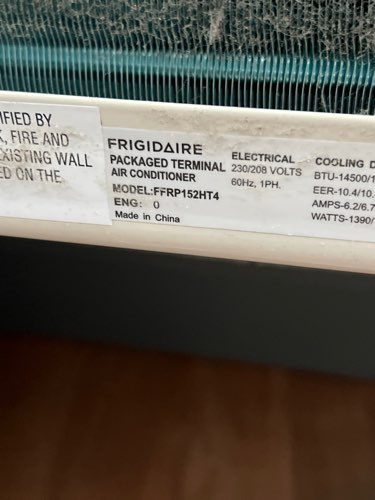 IFIED BY
K, FIRE AND
EXISTING WALL
ED ON THE
FRIGIDAIRE
PACKAGED TERMINAL
AIR CONDITIONER
MODEL:FFRP152HT4
ENG: 0
Made in China
ELECTRICAL
230/208 VOLTS
60Hz, 1PH.
COOLING D
BTU-14500/1
EER-10.4/10.
AMPS-6.2/6.7
WATTS-1390/